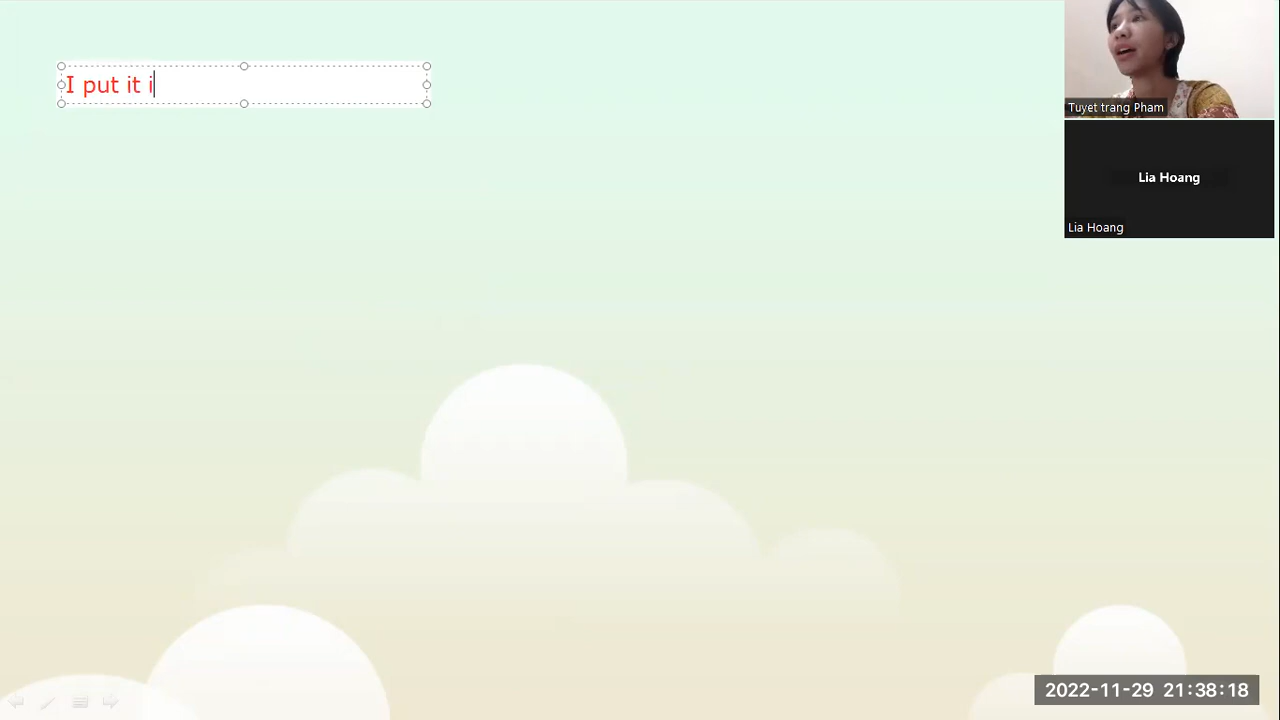 I put it i
Tuyet trang Pham
Lia Hoang
Lia Hoang
2022-11-29 21:38:18